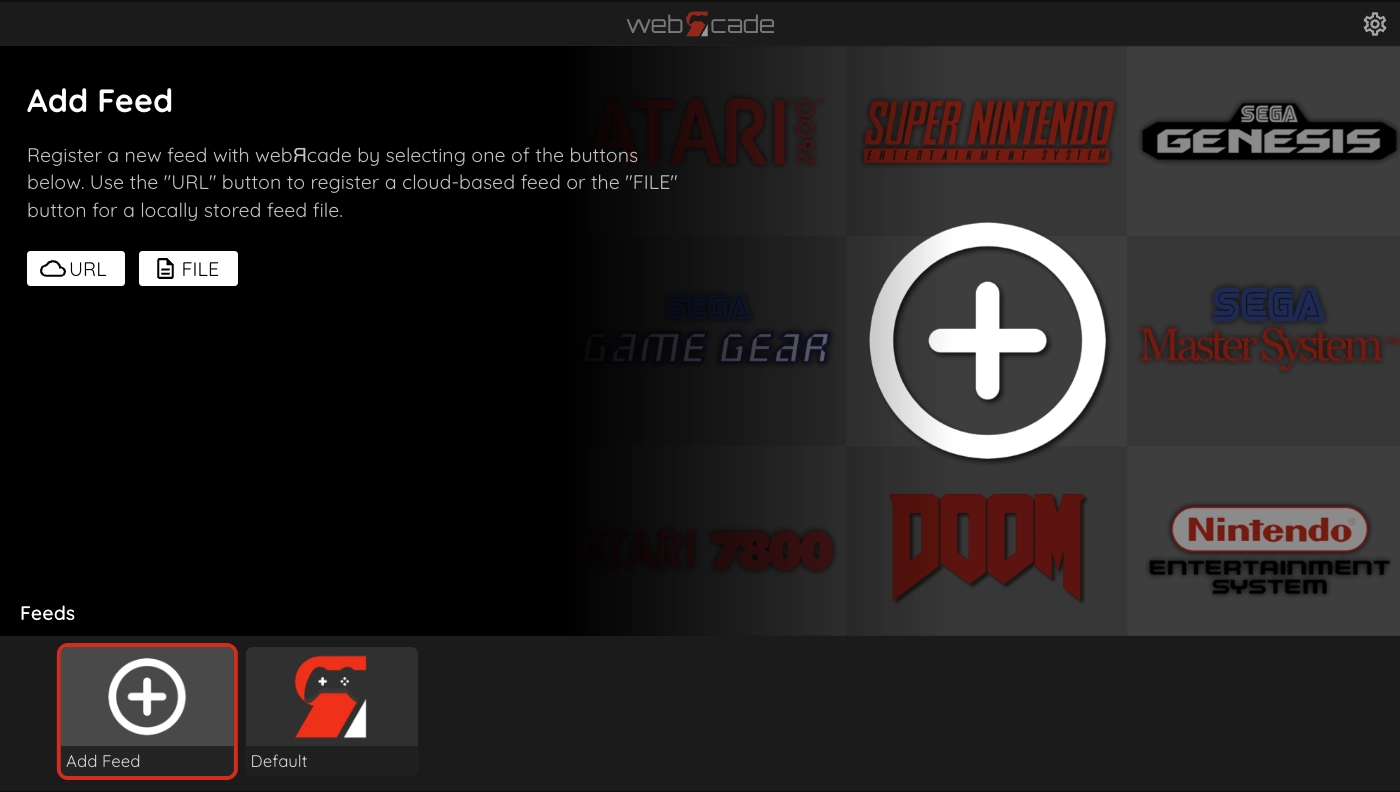 webЯcade
Add Feed
Register a new feed with webЯcade by selecting one of the buttons
below. Use the "URL" button to register a cloud-based feed or the "FILE"
button for a locally stored feed file.
URL
FILE
ATARI 2600
SUPER NINTENDO
ENTERTAINMENT SYSTEM
SEGA
GENESIS
SEGA
GAME GEAR
SEGA
Master System
ATARI 7800
DOOM
Nintendo
ENTERTAINMENT
SYSTEM
Feeds
Add Feed
Default